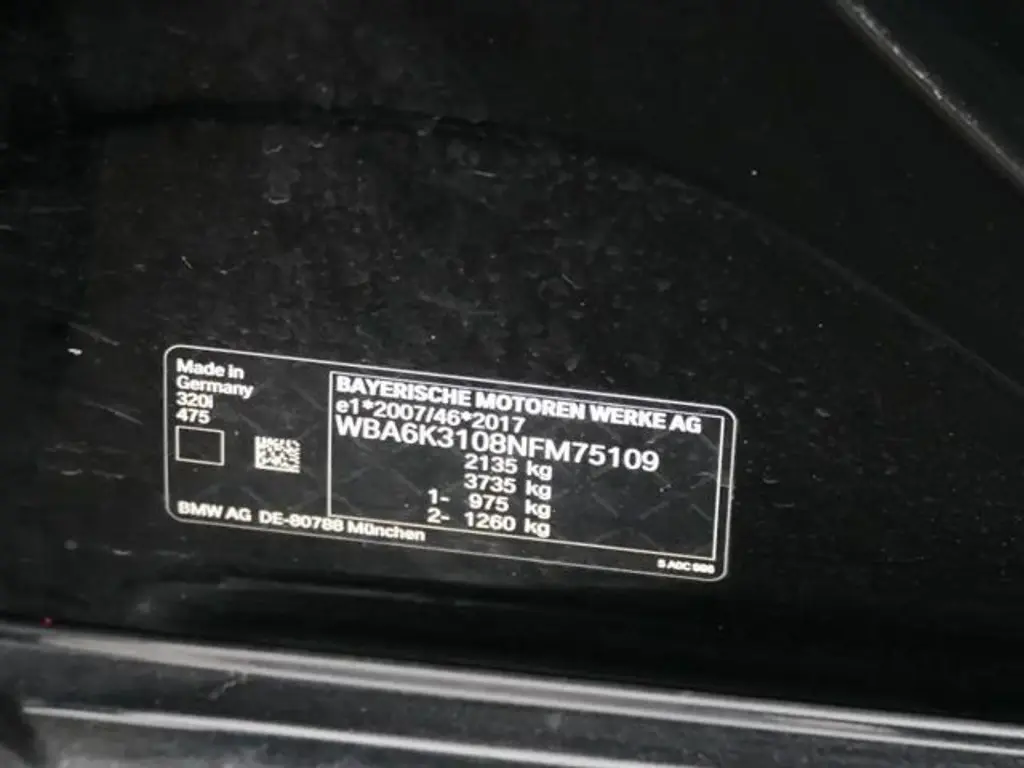 Made in
Germany
320i
475
BAYERISCHE MOTOREN WERKE AG
e1*2007/46*2017
WBA6K3108NFM75109
2135 kg
3735 kg
1- 975 kg
2- 1260 kg
BMW AG DE-80788 München